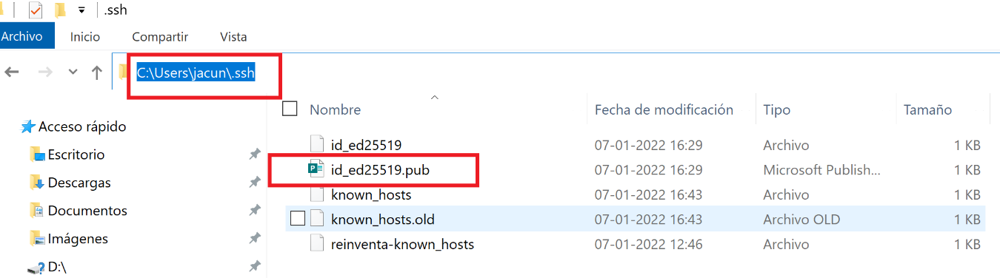 .ssh
Archivo Inicio Compartir Vista
C:\Users\jacun\.ssh
Nombre Fecha de modificación Tipo Tamaño
Acceso rápido
Escritorio
Descargas
Documentos
Imágenes
D:\
id_ed25519 07-01-2022 16:29 Archivo 1 KB
id_ed25519.pub 07-01-2022 16:29 Microsoft Publish... 1 KB
known_hosts 07-01-2022 16:43 Archivo 1 KB
known_hosts.old 07-01-2022 16:43 Archivo OLD 1 KB
reinventa-known_hosts 07-01-2022 12:46 Archivo 1 KB